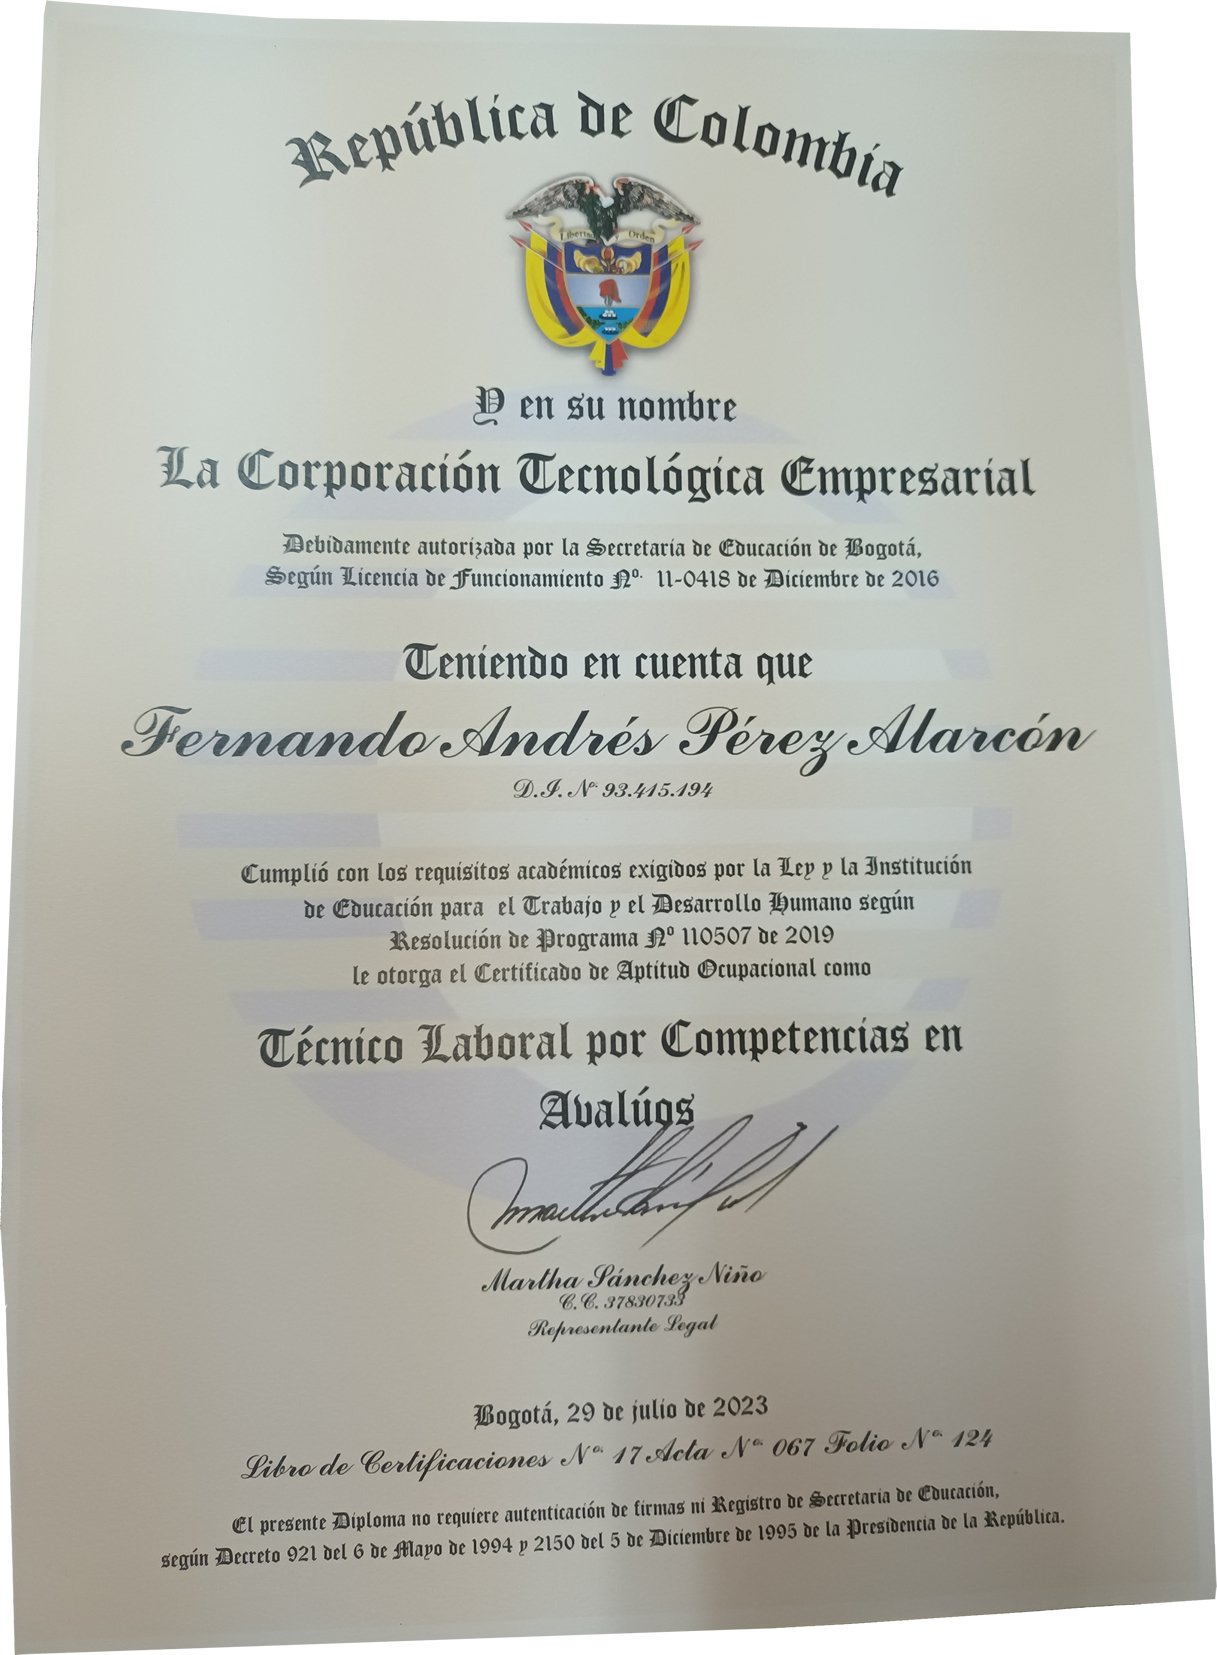 República de Colombia
Libertad y Orden
Y en su nombre
La Corporación Tecnológica Empresarial
Debidamente autorizada por la Secretaria de Educación de Bogotá,
Según Licencia de Funcionamiento Nº. 11-0418 de Diciembre de 2016
Teniendo en cuenta que
Fernando Andrés Pérez Alarcón
D.I. Nº 93.415.194
Cumplió con los requisitos académicos exigidos por la Ley y la Institución
de Educación para el Trabajo y el Desarrollo Humano según
Resolución de Programa Nº 110507 de 2019
le otorga el Certificado de Aptitud Ocupacional como
Técnico Laboral por Competencias en
Avalúos
Martha Sánchez Niño
C.C. 37830733
Representante Legal
Bogotá, 29 de julio de 2023
Libro de Certificaciones Nº. 17 Acta Nº 067 Folio Nº 124
El presente Diploma no requiere autenticación de firmas ni Registro de Secretaria de Educación,
según Decreto 921 del 6 de Mayo de 1994 y 2150 del 5 de Diciembre de 1995 de la Presidencia de la República.